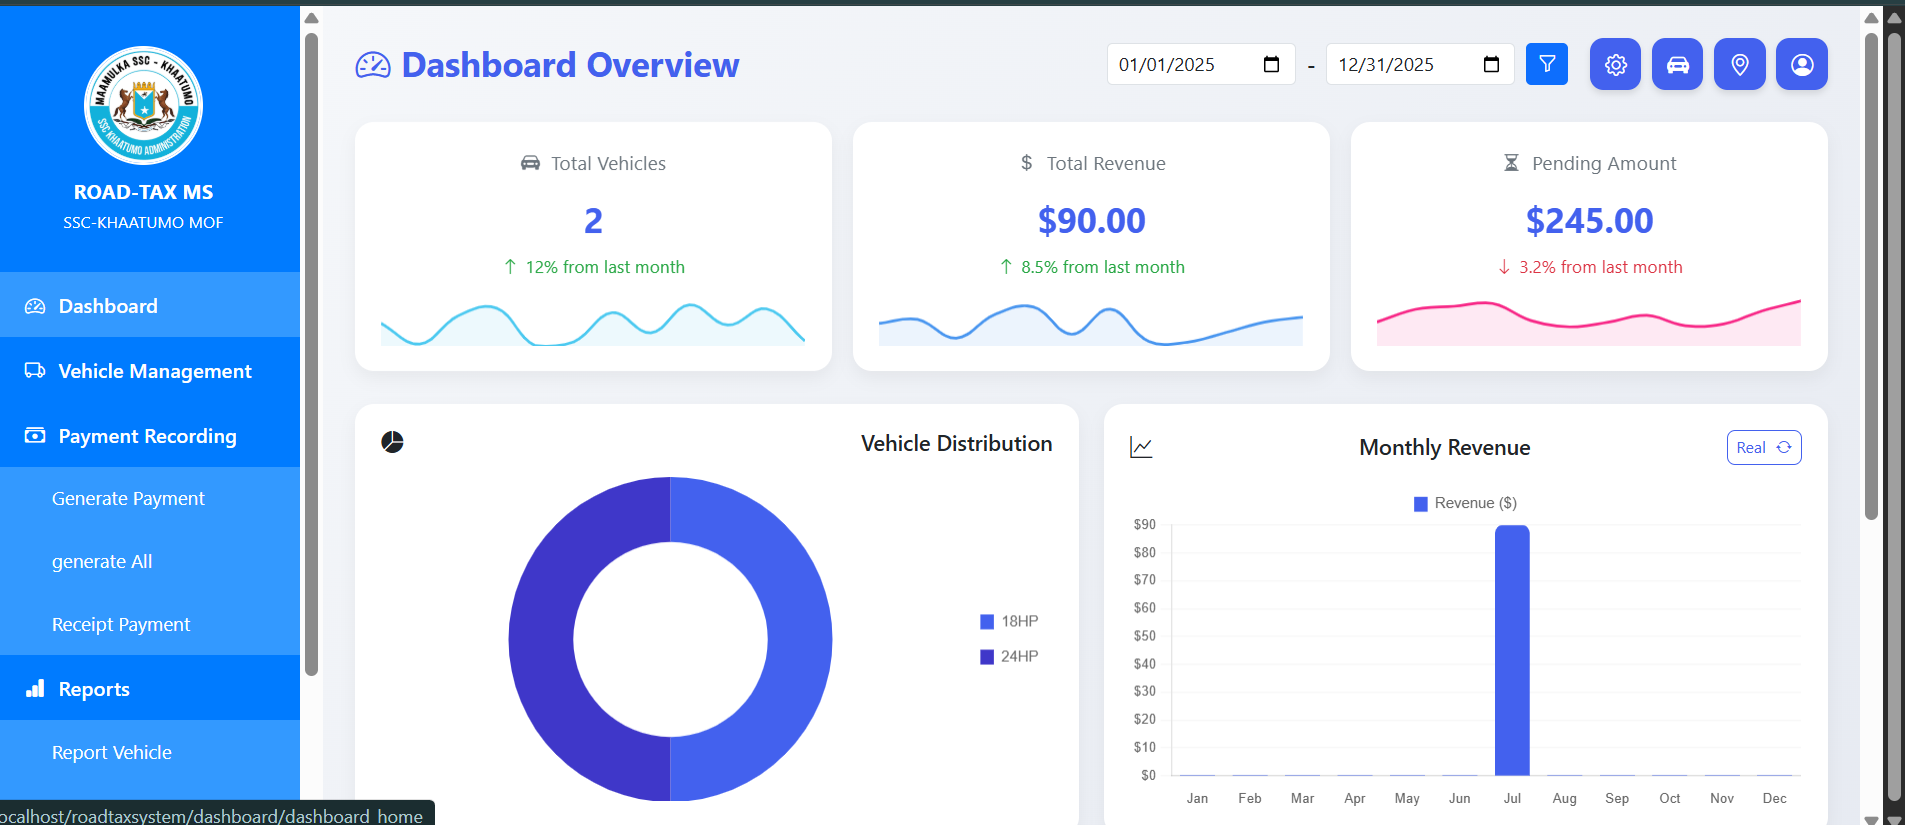 MAAMULKA SSC - KHAATUMO
SSC KHAATUMO ADMINISTRATION
ROAD-TAX MS
SSC-KHAATUMO MOF
Dashboard
Vehicle Management
Payment Recording
Generate Payment
generate All
Receipt Payment
Reports
Report Vehicle
ocalhost/roadtaxsystem/dashboard/dashboard_home
Dashboard Overview
01/01/2025 - 12/31/2025
Total Vehicles
2
↑ 12% from last month
$ Total Revenue
$90.00
↑ 8.5% from last month
Pending Amount
$245.00
↓ 3.2% from last month
Vehicle Distribution
18HP
24HP
Monthly Revenue
Real
Revenue ($)
$90
$80
$70
$60
$50
$40
$30
$20
$10
$0
Jan Feb Mar Apr May Jun Jul Aug Sep Oct Nov Dec